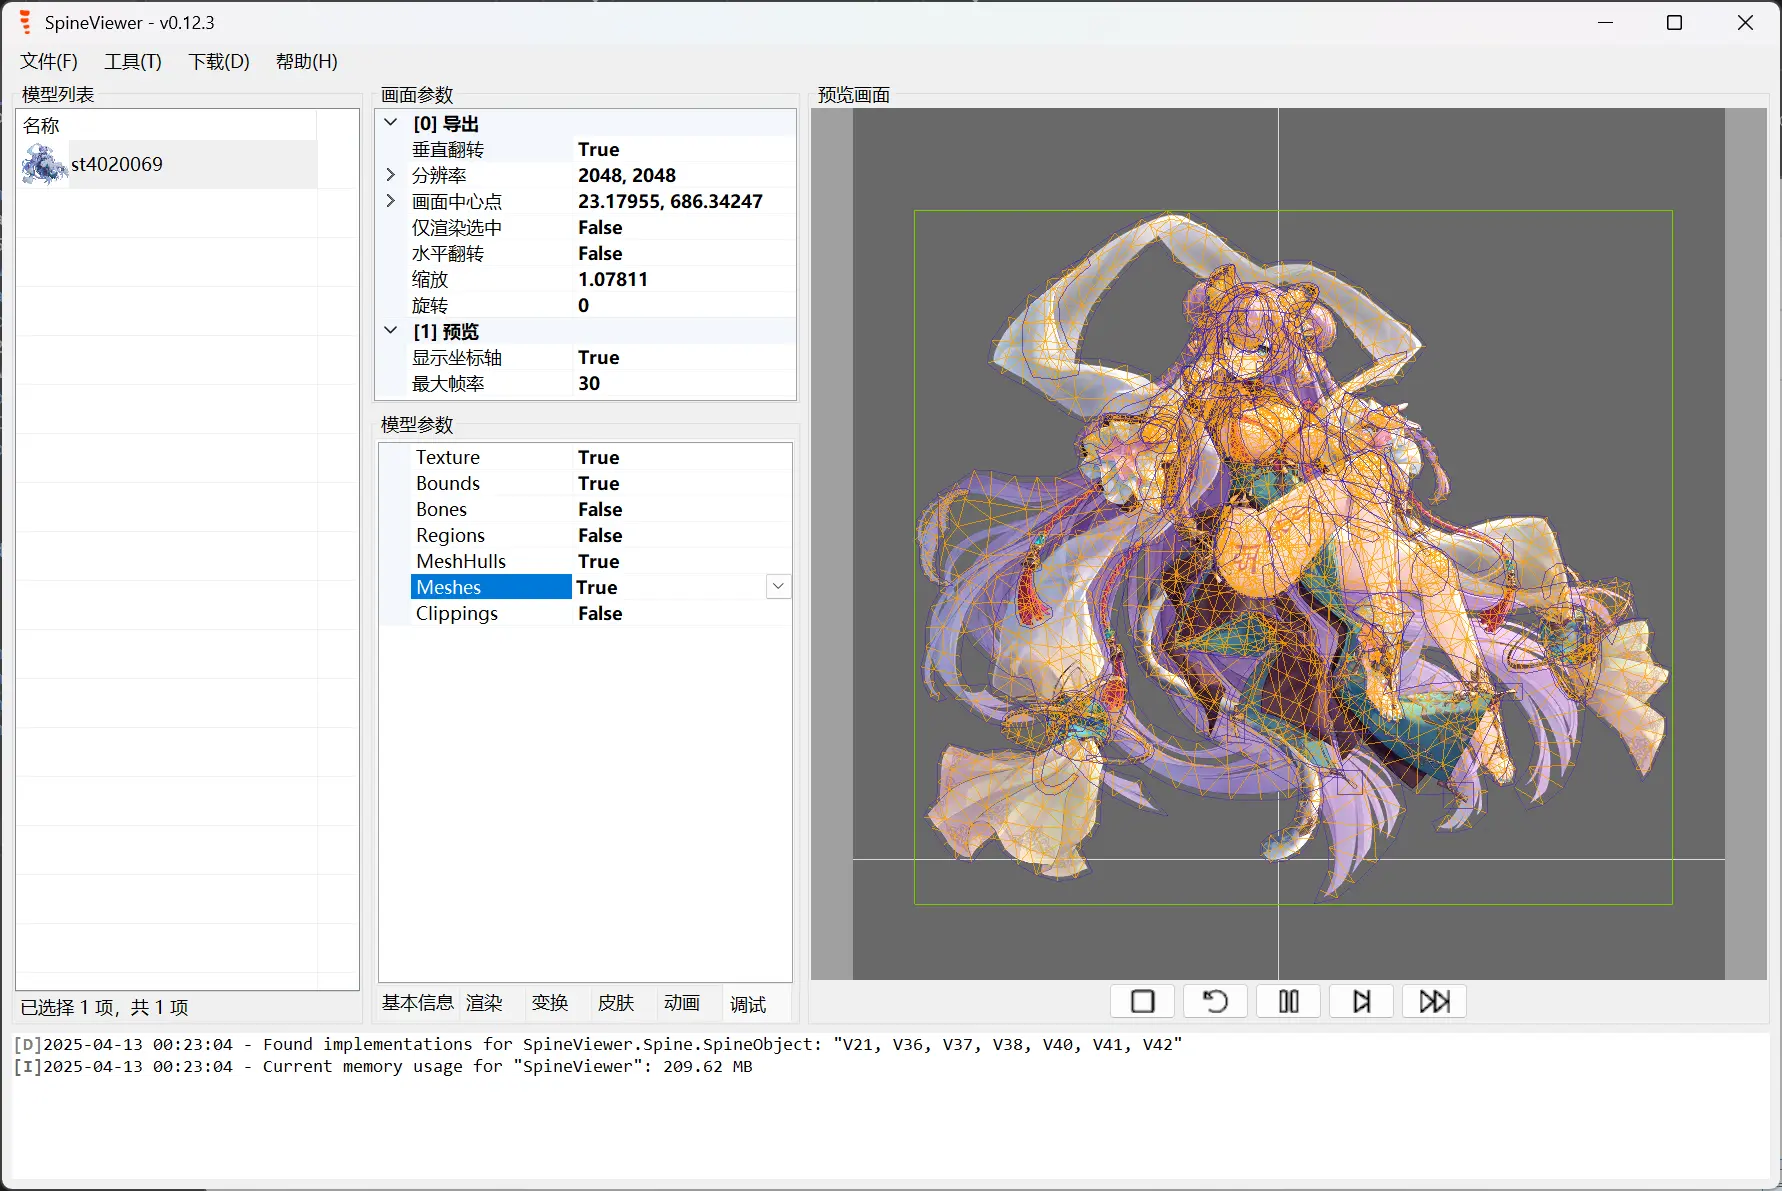 SpineViewer - v0.12.3
文件(F) 工具(T) 下载(D) 帮助(H)
模型列表
名称
st4020069
已选择 1 项，共 1 项
画面参数
[0] 导出
垂直翻转 True
分辨率 2048, 2048
画面中心点 23.17955, 686.34247
仅渲染选中 False
水平翻转 False
缩放 1.07811
旋转 0
[1] 预览
显示坐标轴 True
最大帧率 30
模型参数
Texture True
Bounds True
Bones False
Regions False
MeshHulls True
Meshes True
Clippings False
基本信息 渲染 变换 皮肤 动画 调试
预览画面
[D]2025-04-13 00:23:04 - Found implementations for SpineViewer.Spine.SpineObject: "V21, V36, V37, V38, V40, V41, V42"
[I]2025-04-13 00:23:04 - Current memory usage for "SpineViewer": 209.62 MB